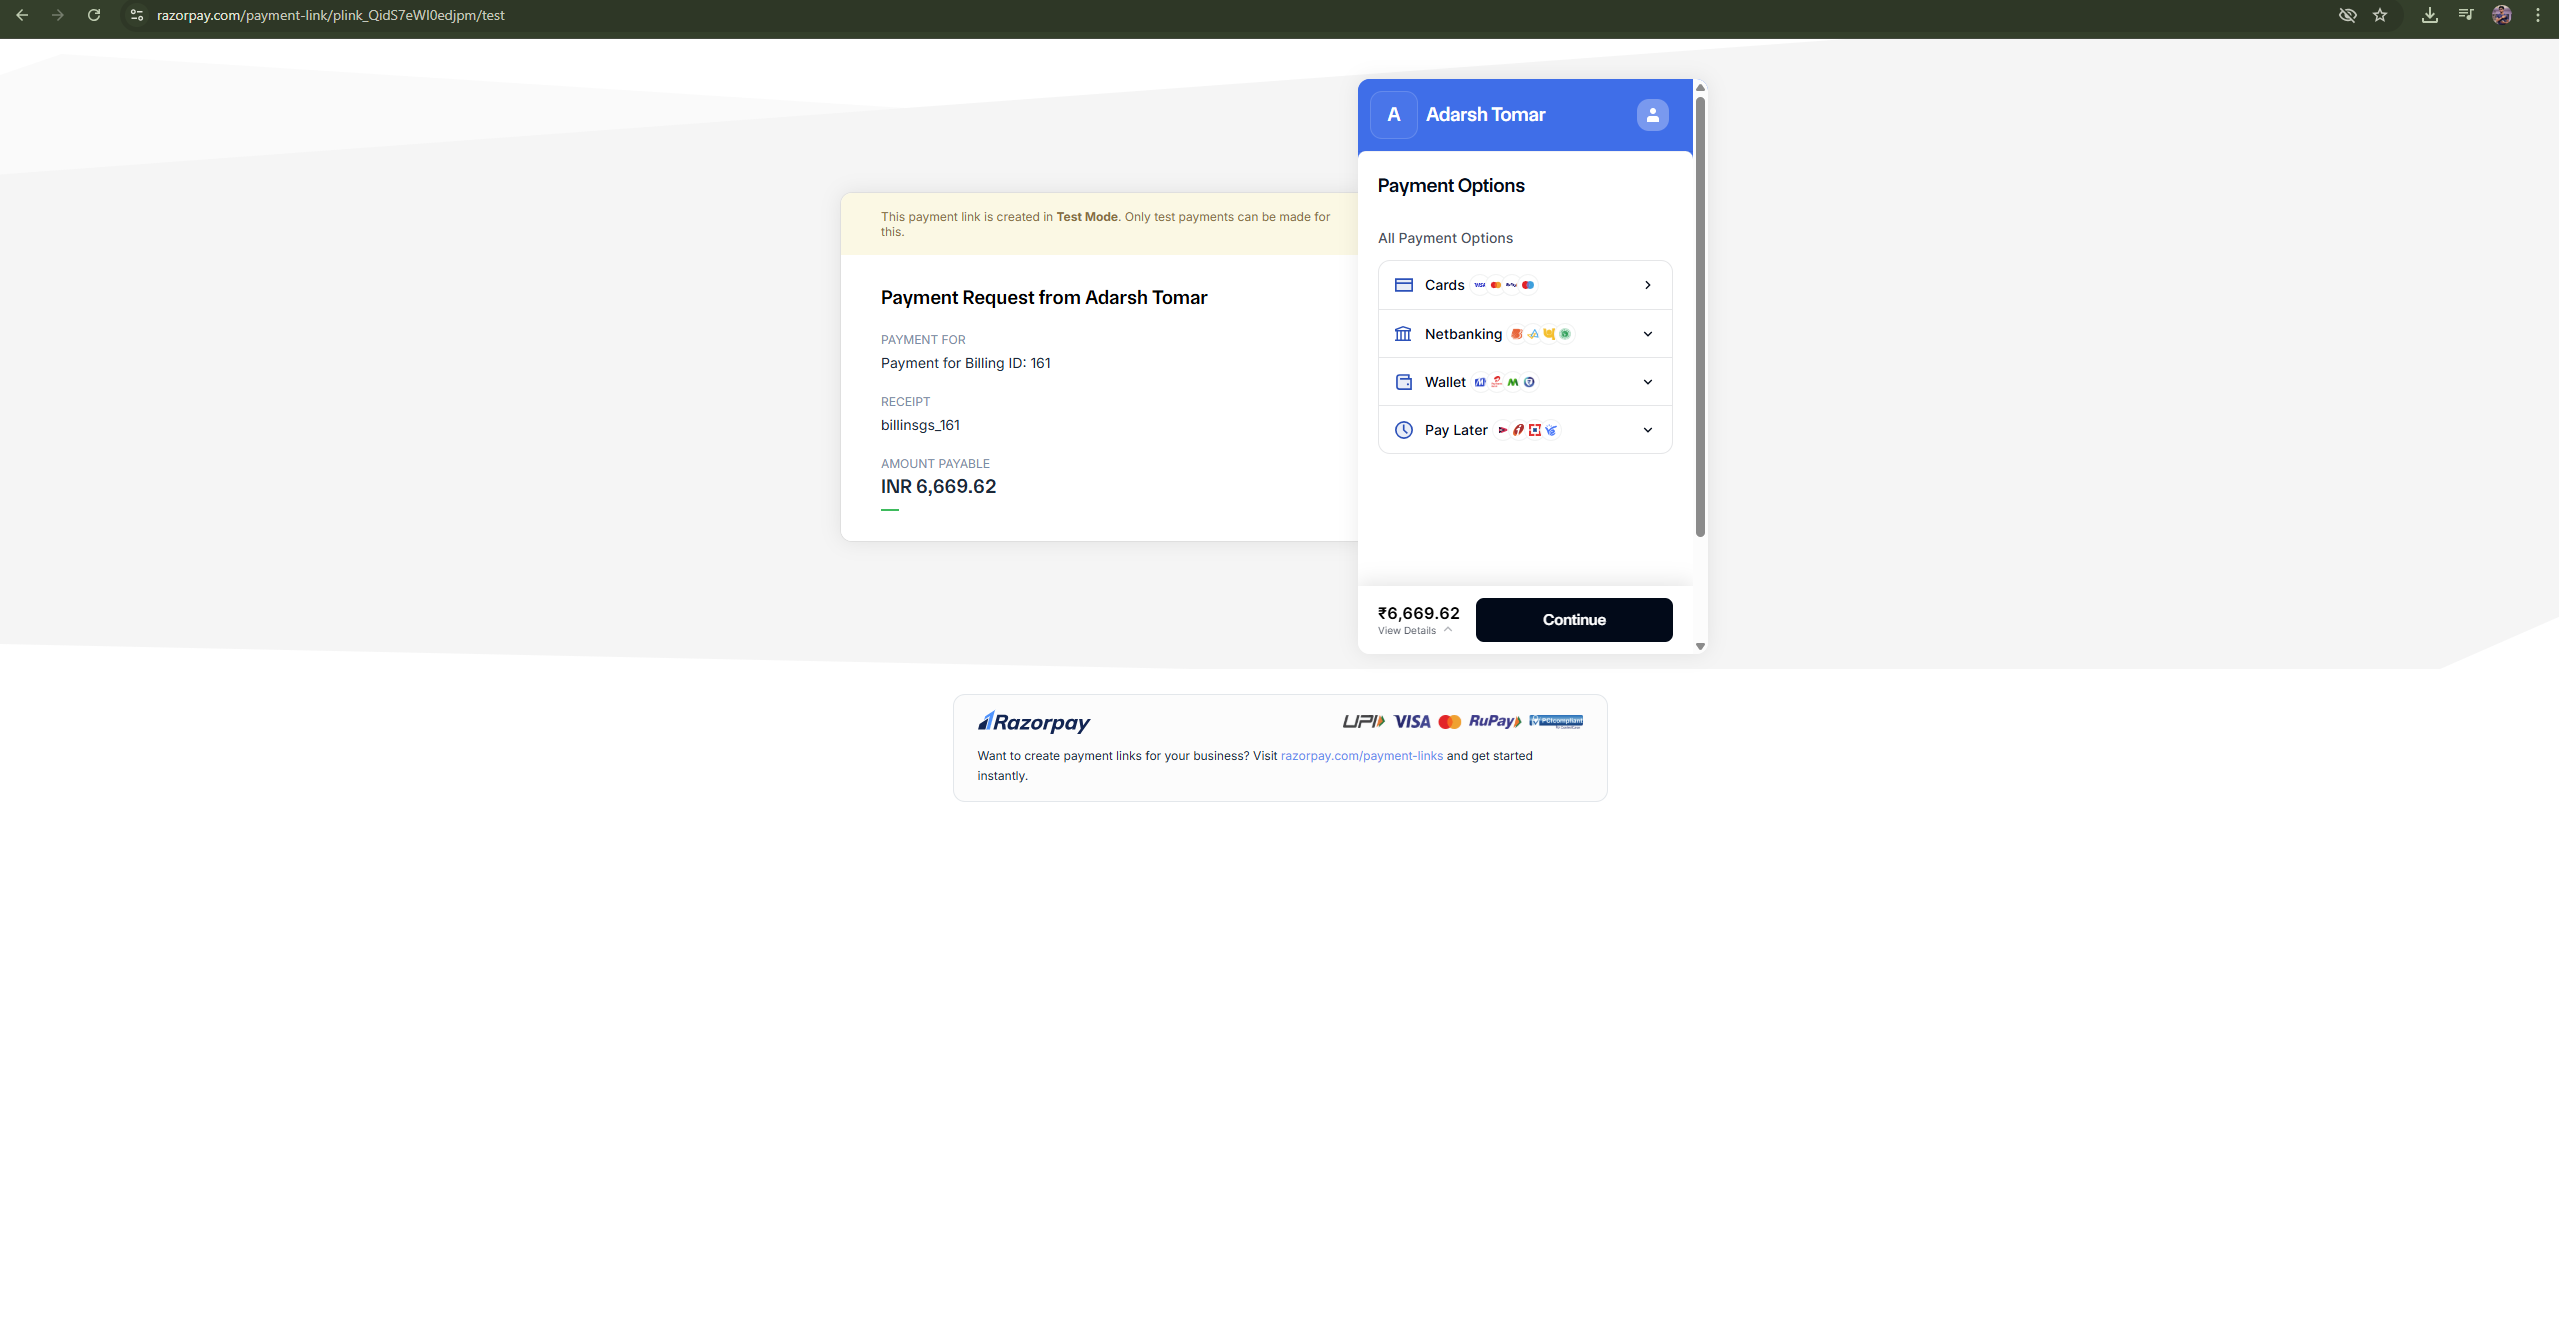 razorpay.com/payment-link/plink_QidS7eWI0edjpm/test
This payment link is created in Test Mode. Only test payments can be made for
this.
Payment Request from Adarsh Tomar
PAYMENT FOR
Payment for Billing ID: 161
RECEIPT
billinsgs_161
AMOUNT PAYABLE
INR 6,669.62
A
Adarsh Tomar
Payment Options
All Payment Options
Cards VISA RuPay
Netbanking
Wallet
Pay Later
₹6,669.62
View Details
Continue
Razorpay
UPI VISA RuPay PCI compliant
Want to create payment links for your business? Visit razorpay.com/payment-links and get started
instantly.